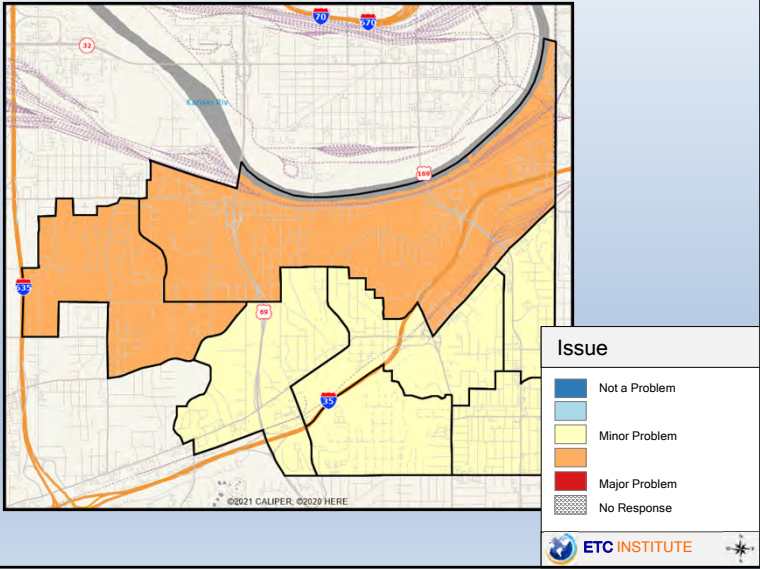 70
670
32
Kansas Riv
169
635
69
35
©2021 CALIPER, ©2020 HERE
Issue
Not a Problem
Minor Problem
Major Problem
No Response
ETC INSTITUTE